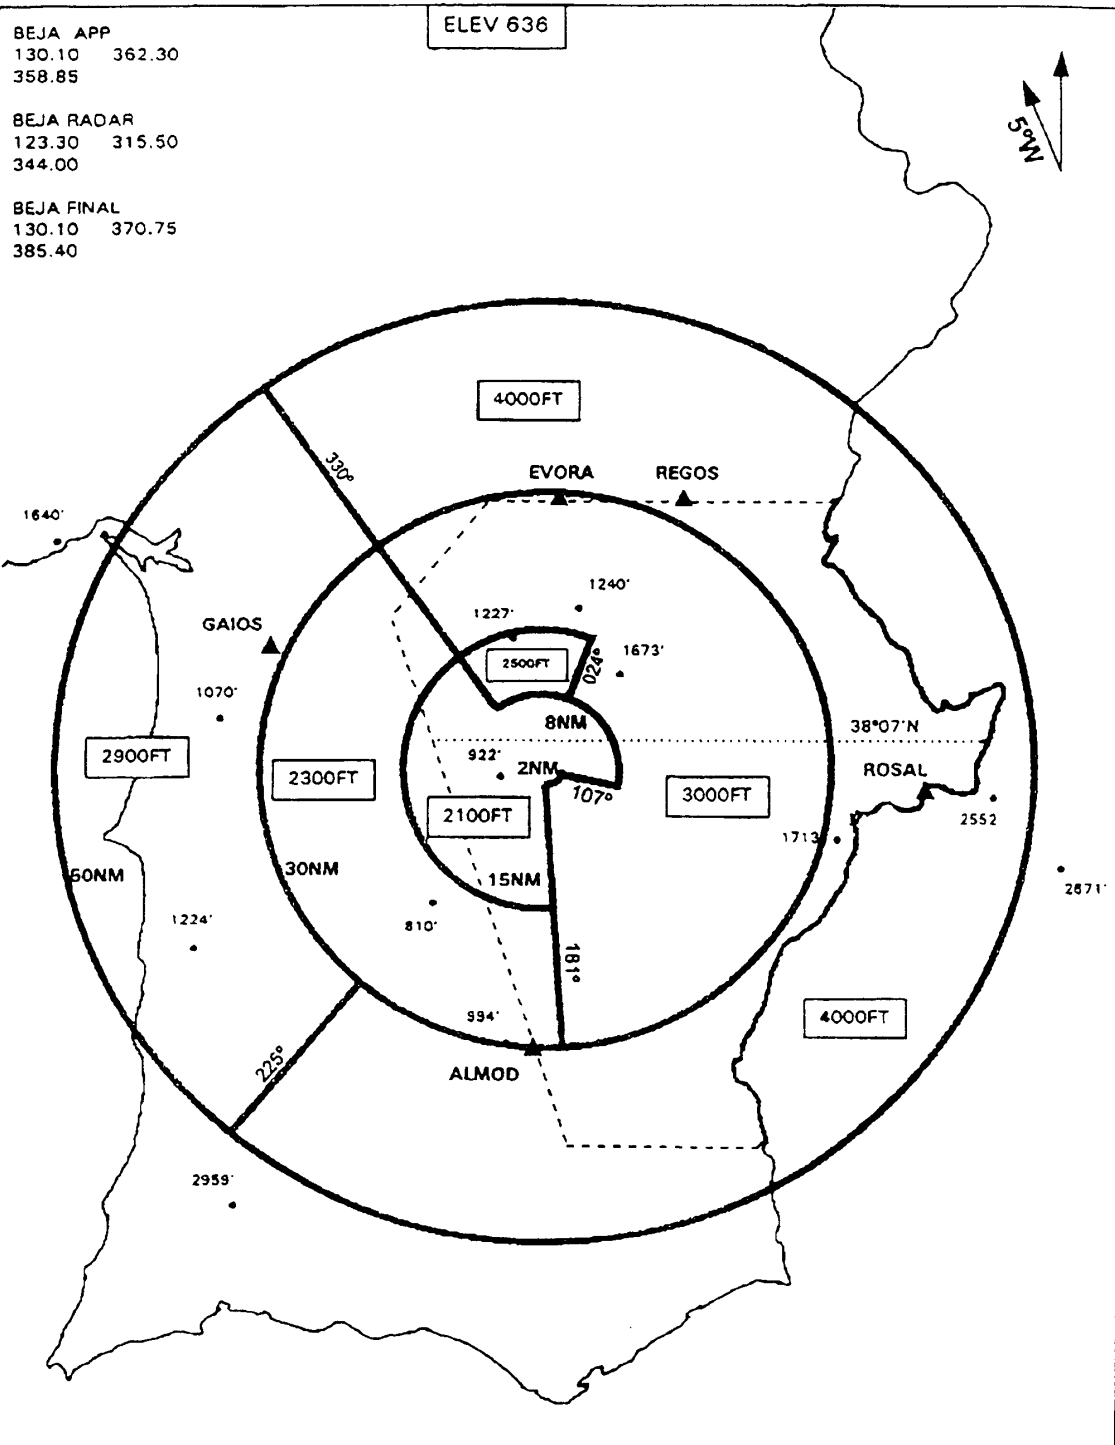 BEJA APP
130.10 362.30
358.85
BEJA RADAR
123.30 315.50
344.00
BEJA FINAL
130.10 370.75
385.40
ELEV 636
5°W
4000FT
330°
EVORA REGOS
1640'
1240'
1227'
GAIOS
1673'
2500FT
024°
1070'
8NM
38°07'N
2900FT
922'
2NM
ROSAL
2300FT
107°
3000FT
2100FT
2552
1713
30NM
50NM
15NM
2871'
1224'
810'
181°
994'
4000FT
225°
ALMOD
2959'